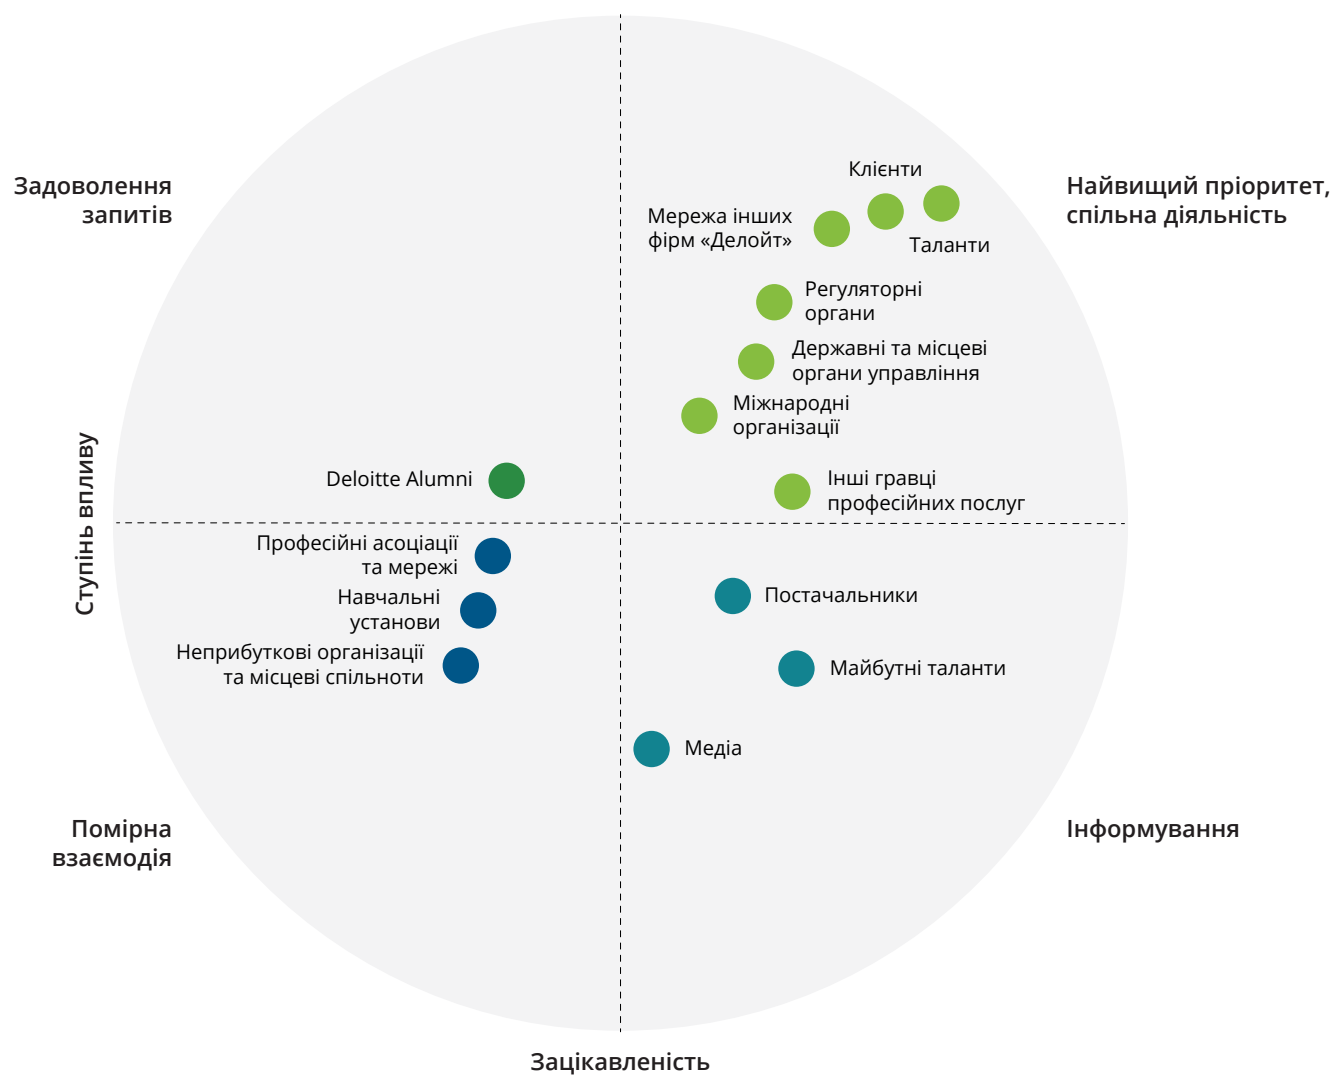 Клієнти
Задоволення
запитів
Найвищий пріоритет,
спільна діяльність
Мережа інших
фірм «Делойт»
Таланти
Регуляторні
органи
Державні та місцеві
органи управління
Міжнародні
організації
Ступінь впливу
Deloitte Alumni
Інші гравці
професійних послуг
Професійні асоціації
та мережі
Навчальні
установи
Постачальники
Неприбуткові організації
та місцеві спільноти
Майбутні таланти
Медіа
Помірна
взаємодія
Інформування
Зацікавленість